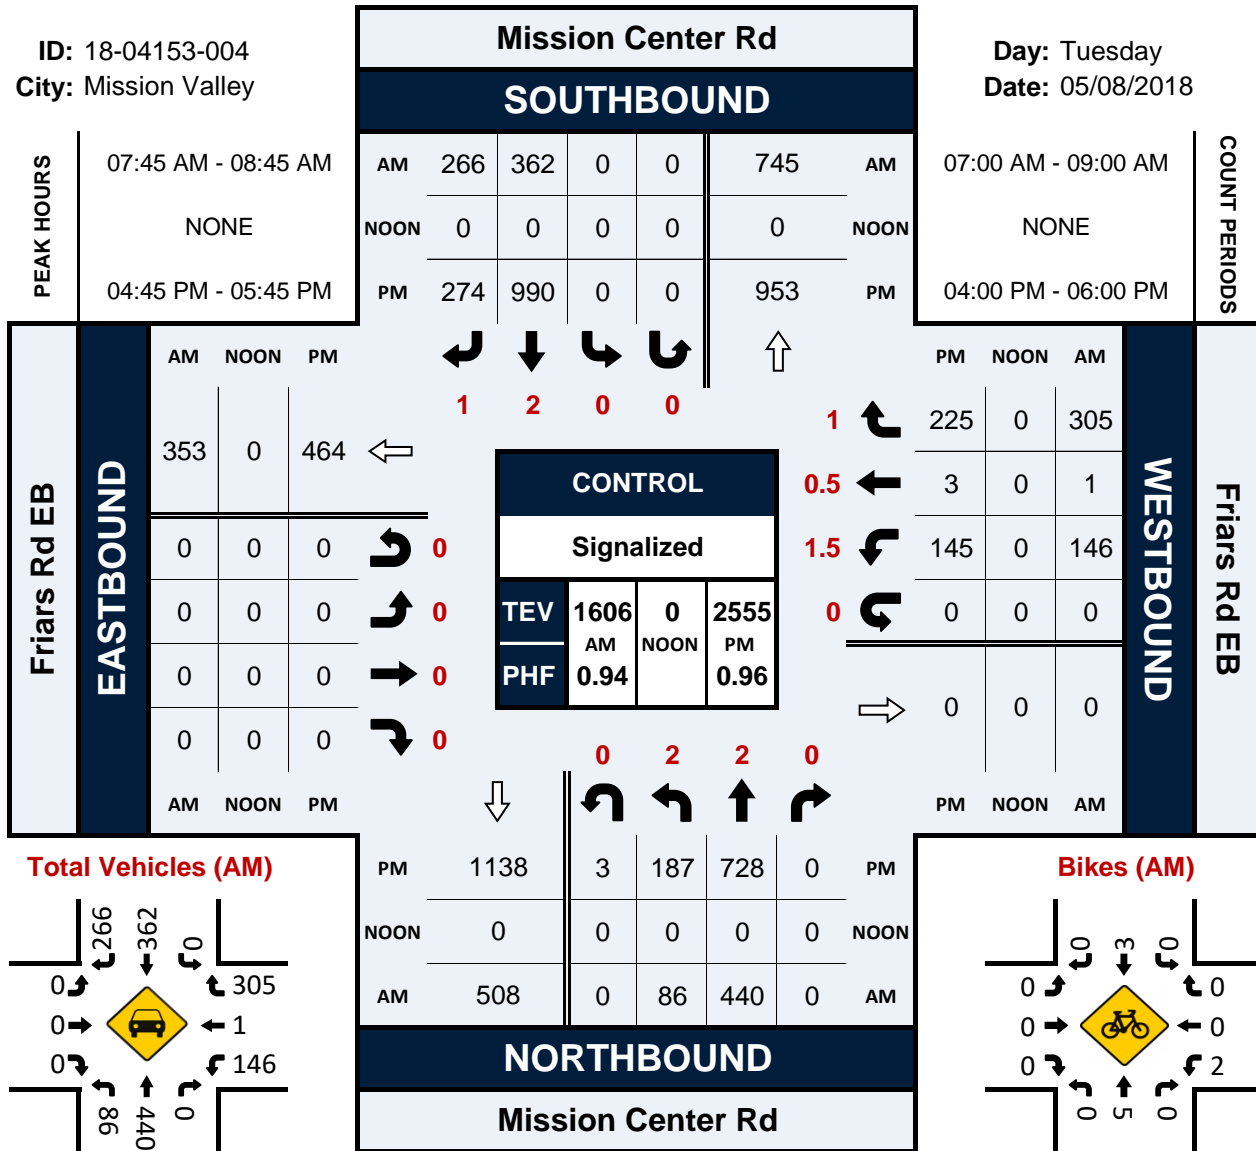 ID: 18-04153-004
City: Mission Valley
Mission Center Rd
SOUTHBOUND
Day: Tuesday
Date: 05/08/2018
PEAK HOURS
07:45 AM - 08:45 AM
NONE
04:45 PM - 05:45 PM
AM 266 362 0 0 745 AM
NOON 0 0 0 0 0 NOON
PM 274 990 0 0 953 PM
07:00 AM - 09:00 AM
NONE
04:00 PM - 06:00 PM
COUNT PERIODS
1 2 0 0
Friars Rd EB
EASTBOUND
AM NOON PM
353 0 464
0 0 0 0
0 0 0 0
0 0 0 0
0 0 0 0
AM NOON PM
CONTROL
Signalized
TEV 1606 0 2555
AM NOON PM
PHF 0.94 0.96
PM NOON AM
1 225 0 305
0.5 3 0 1
1.5 145 0 146
0 0 0 0
0 0 0
PM NOON AM
WESTBOUND
Friars Rd EB
0 2 2 0
PM 1138 3 187 728 0 PM
NOON 0 0 0 0 0 NOON
AM 508 0 86 440 0 AM
NORTHBOUND
Mission Center Rd
Total Vehicles (AM)
266 362 0
0 305
0 1
0 146
86 440 0
Bikes (AM)
0 3 0
0 0
0 0
0 2
0 5 0